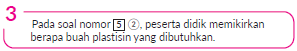 3
Pada soal nomor 5 ②, peserta didik memikirkan
berapa buah plastisin yang dibutuhkan.